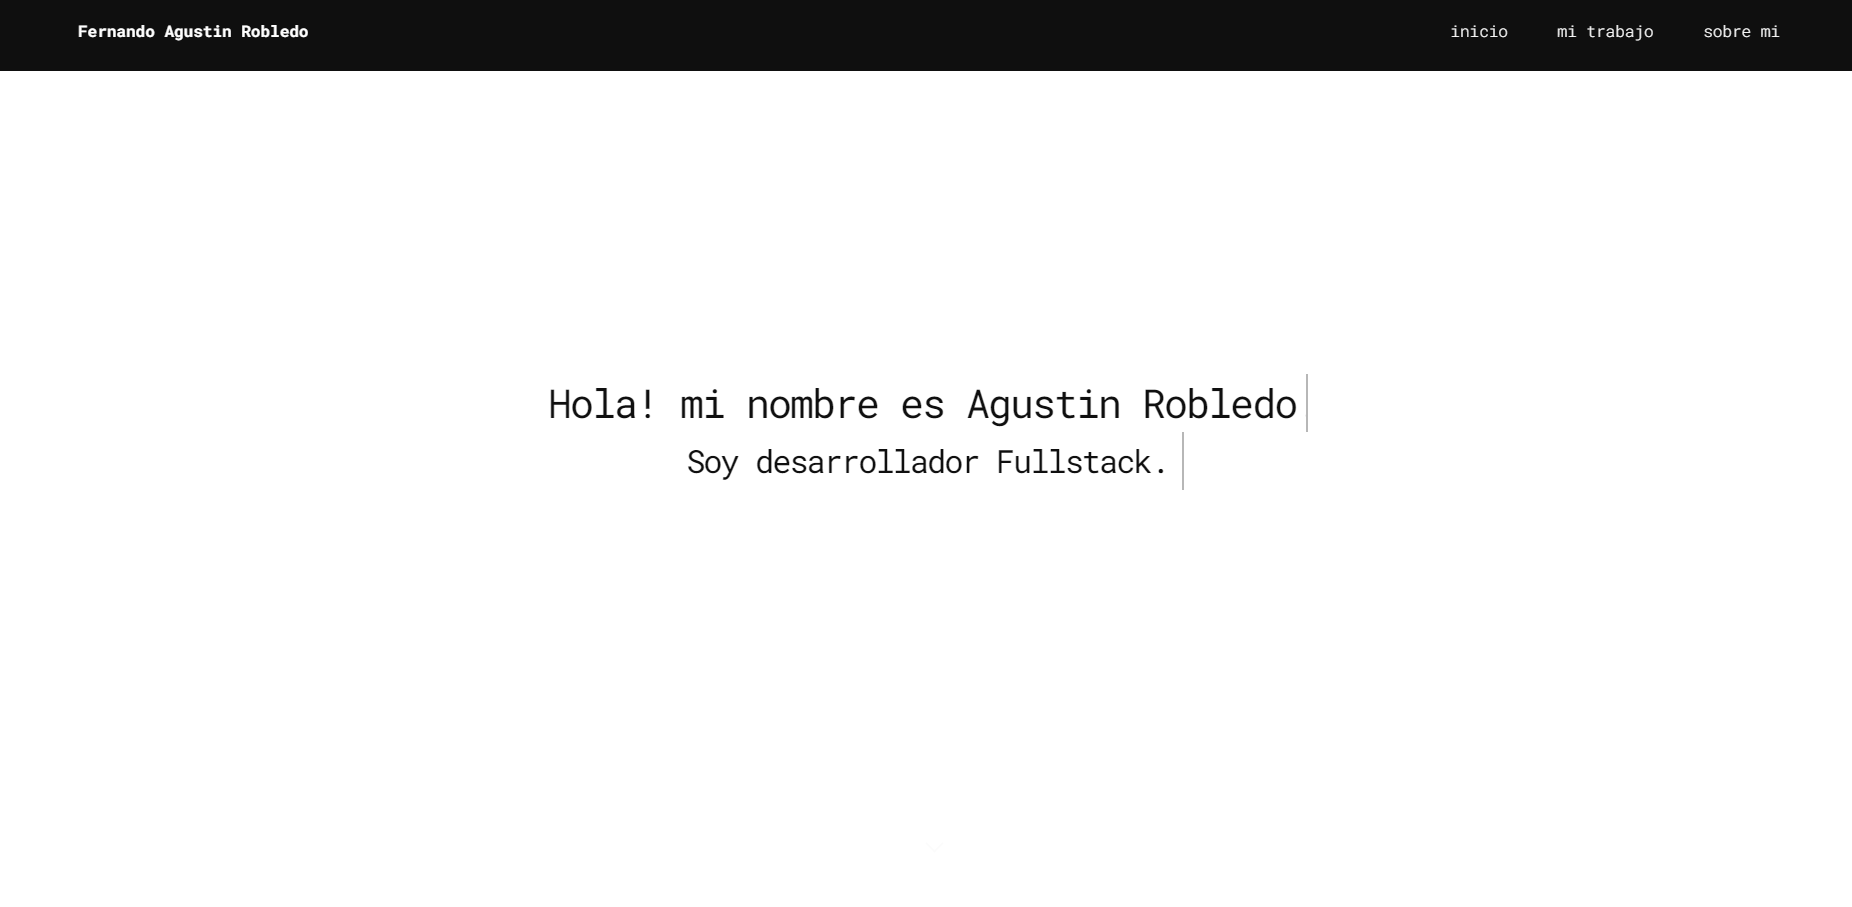 Fernando Agustin Robledo
inicio mi trabajo sobre mi
Hola! mi nombre es Agustin Robledo
Soy desarrollador Fullstack.